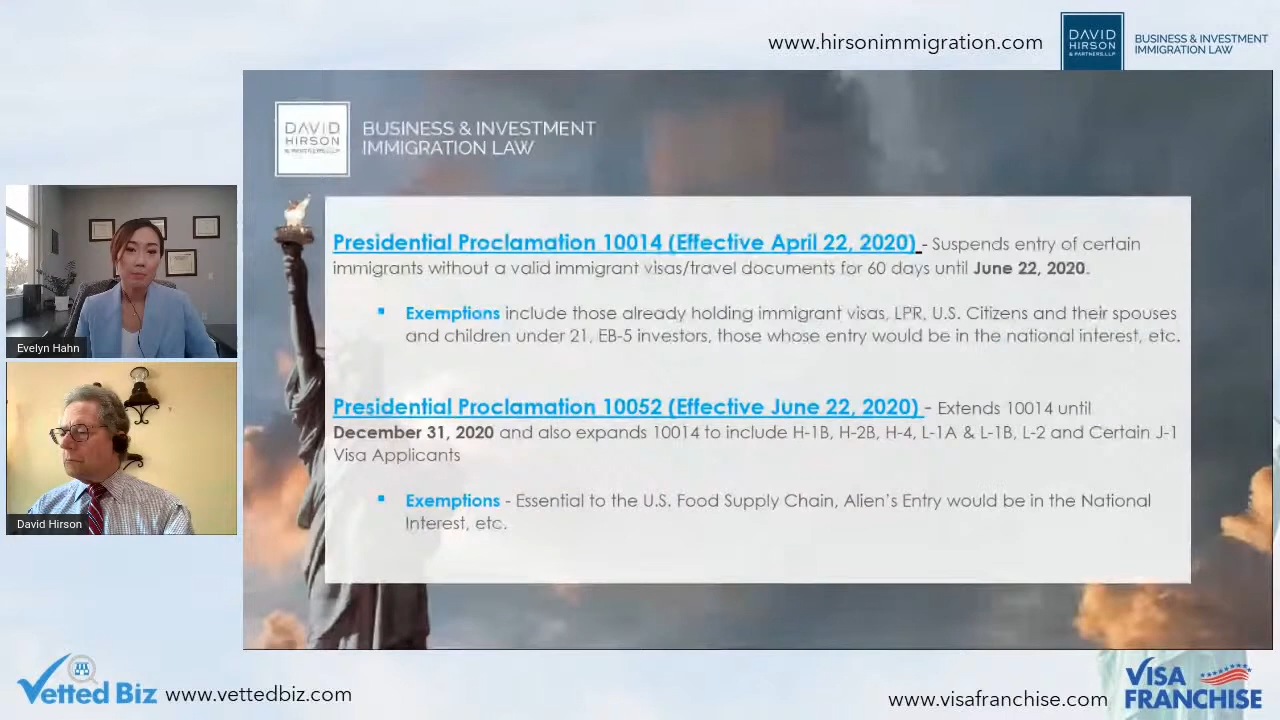 www.hirsonimmigration.com
DAVID
HIRSON
& PARTNERS, LLP
BUSINESS & INVESTMENT
IMMIGRATION LAW
DAVID
HIRSON
& PARTNERS, LLP
BUSINESS & INVESTMENT
IMMIGRATION LAW
Presidential Proclamation 10014 (Effective April 22, 2020) - Suspends entry of certain
immigrants without a valid immigrant visas/travel documents for 60 days until June 22, 2020.
▪ Exemptions include those already holding immigrant visas, LPR, U.S. Citizens and their spouses
and children under 21, EB-5 investors, those whose entry would be in the national interest, etc.
Presidential Proclamation 10052 (Effective June 22, 2020) - Extends 10014 until
December 31, 2020 and also expands 10014 to include H-1B, H-2B, H-4, L-1A & L-1B, L-2 and Certain J-1
Visa Applicants
▪ Exemptions - Essential to the U.S. Food Supply Chain, Alien's Entry would be in the National
Interest, etc.
Evelyn Hahn
David Hirson
Vetted Biz
www.vettedbiz.com
www.visafranchise.com
VISA
FRANCHISE